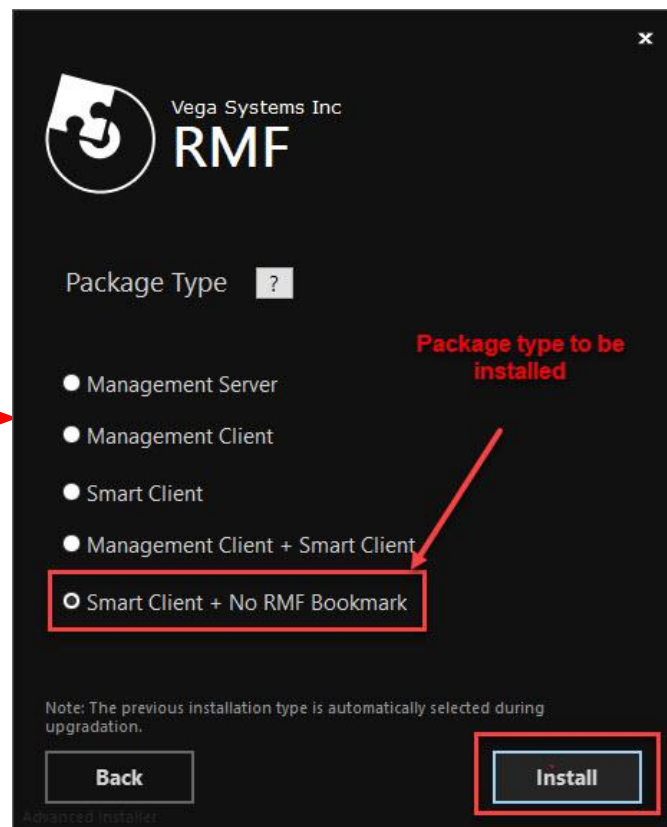 x
Vega Systems Inc
RMF
Package Type ?
Package type to be
installed
Management Server
Management Client
Smart Client
Management Client + Smart Client
Smart Client + No RMF Bookmark
Note: The previous installation type is automatically selected during
upgradation.
Back
Install
Advanced Installer